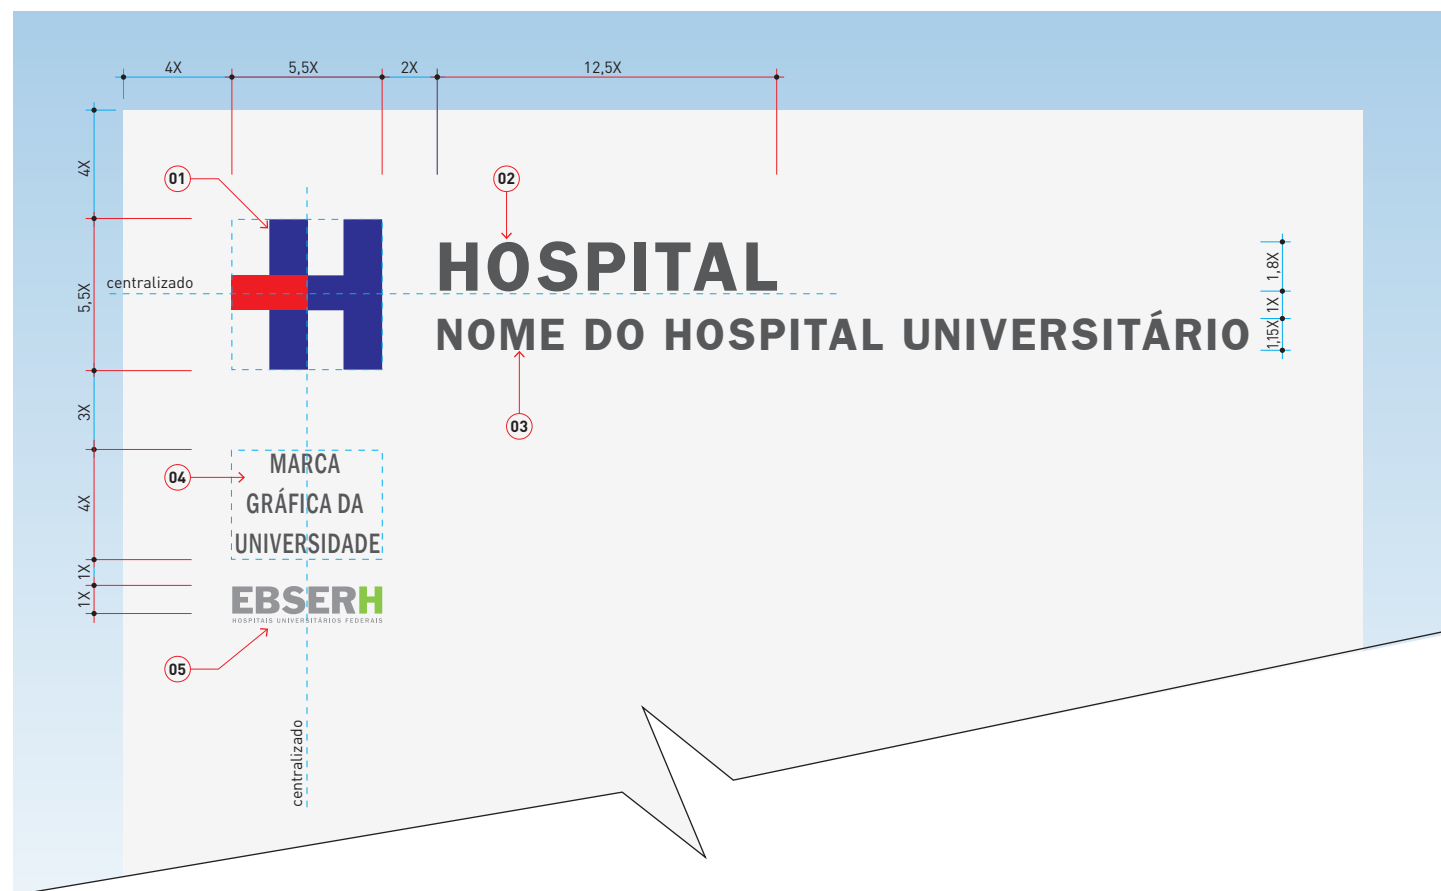 4X
5,5X
2X
12,5X
4X
01
02
HOSPITAL
1,8X
centralizado
5,5X
1X
NOME DO HOSPITAL UNIVERSITÁRIO
1,15X
3X
03
MARCA
04
GRÁFICA DA
4X
UNIVERSIDADE
1X
1X
EBSERH
HOSPITAIS UNIVERSITÁRIOS FEDERAIS
05
centralizado